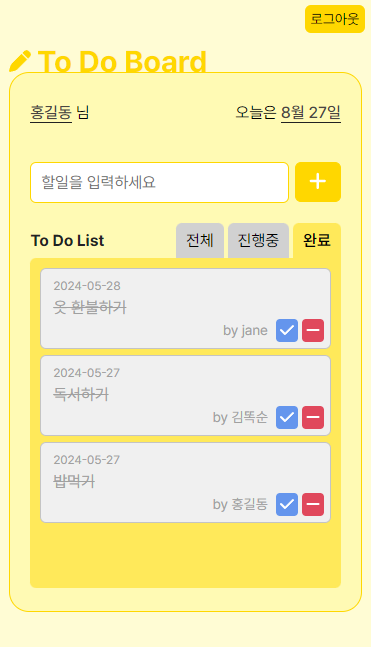 로그아웃
To Do Board
홍길동 님 오늘은 8월 27일
할일을 입력하세요 +
To Do List 전체 진행중 완료
2024-05-28
옷 환불하기
by jane
2024-05-27
독서하기
by 김똑순
2024-05-27
밥먹기
by 홍길동